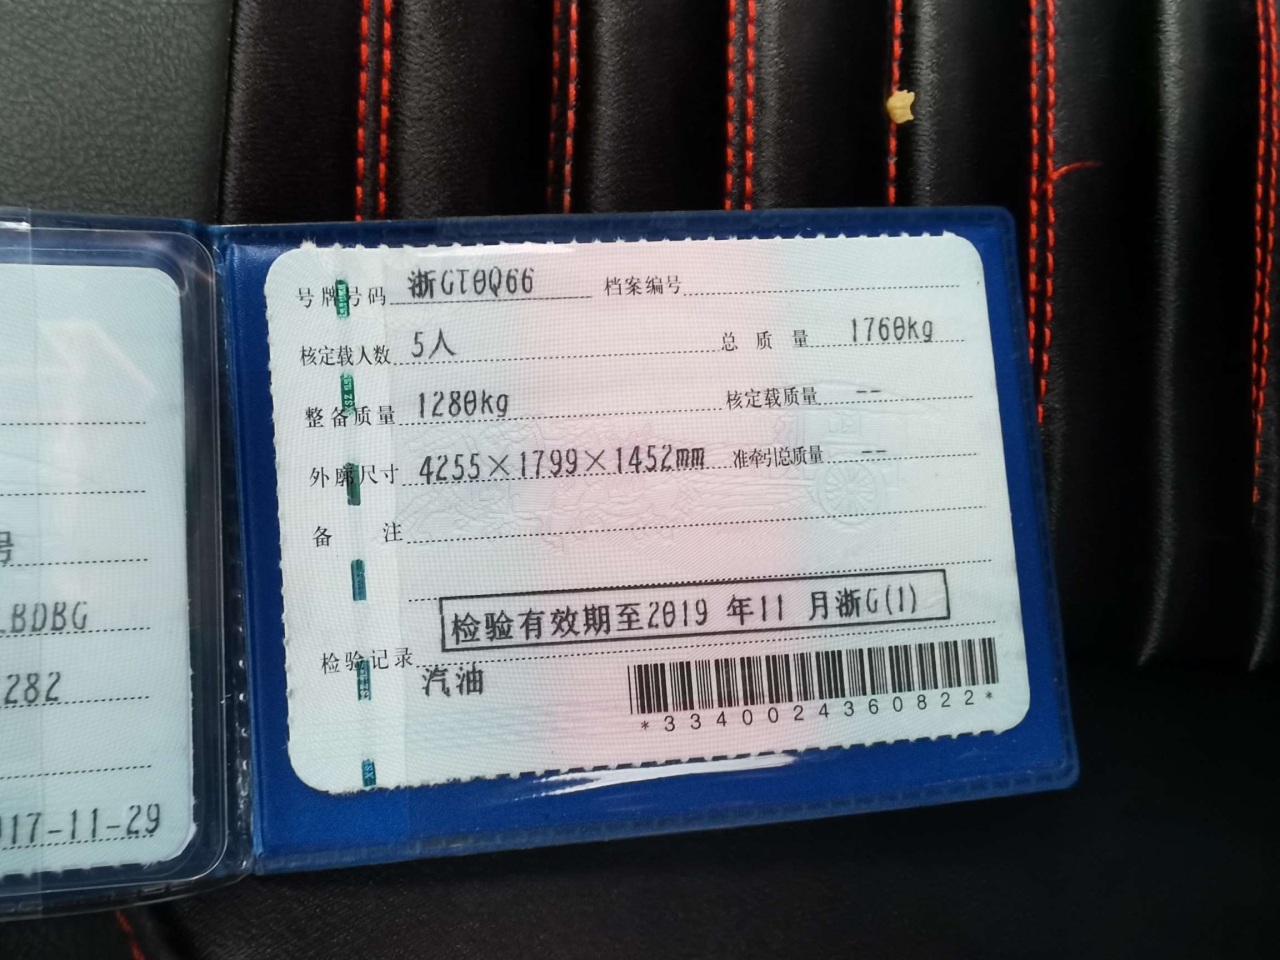 号牌号码 浙GT0Q66 档案编号
核定载人数 5人 总质量 1760kg
整备质量 1280kg 核定载质量 --
外廓尺寸 4255×1799×1452mm 准牵引总质量 --
备注
检验有效期至2019 年11 月浙G(1)
检验记录
汽油
*3340024360822*
号
LBDBG
282
017-11-29